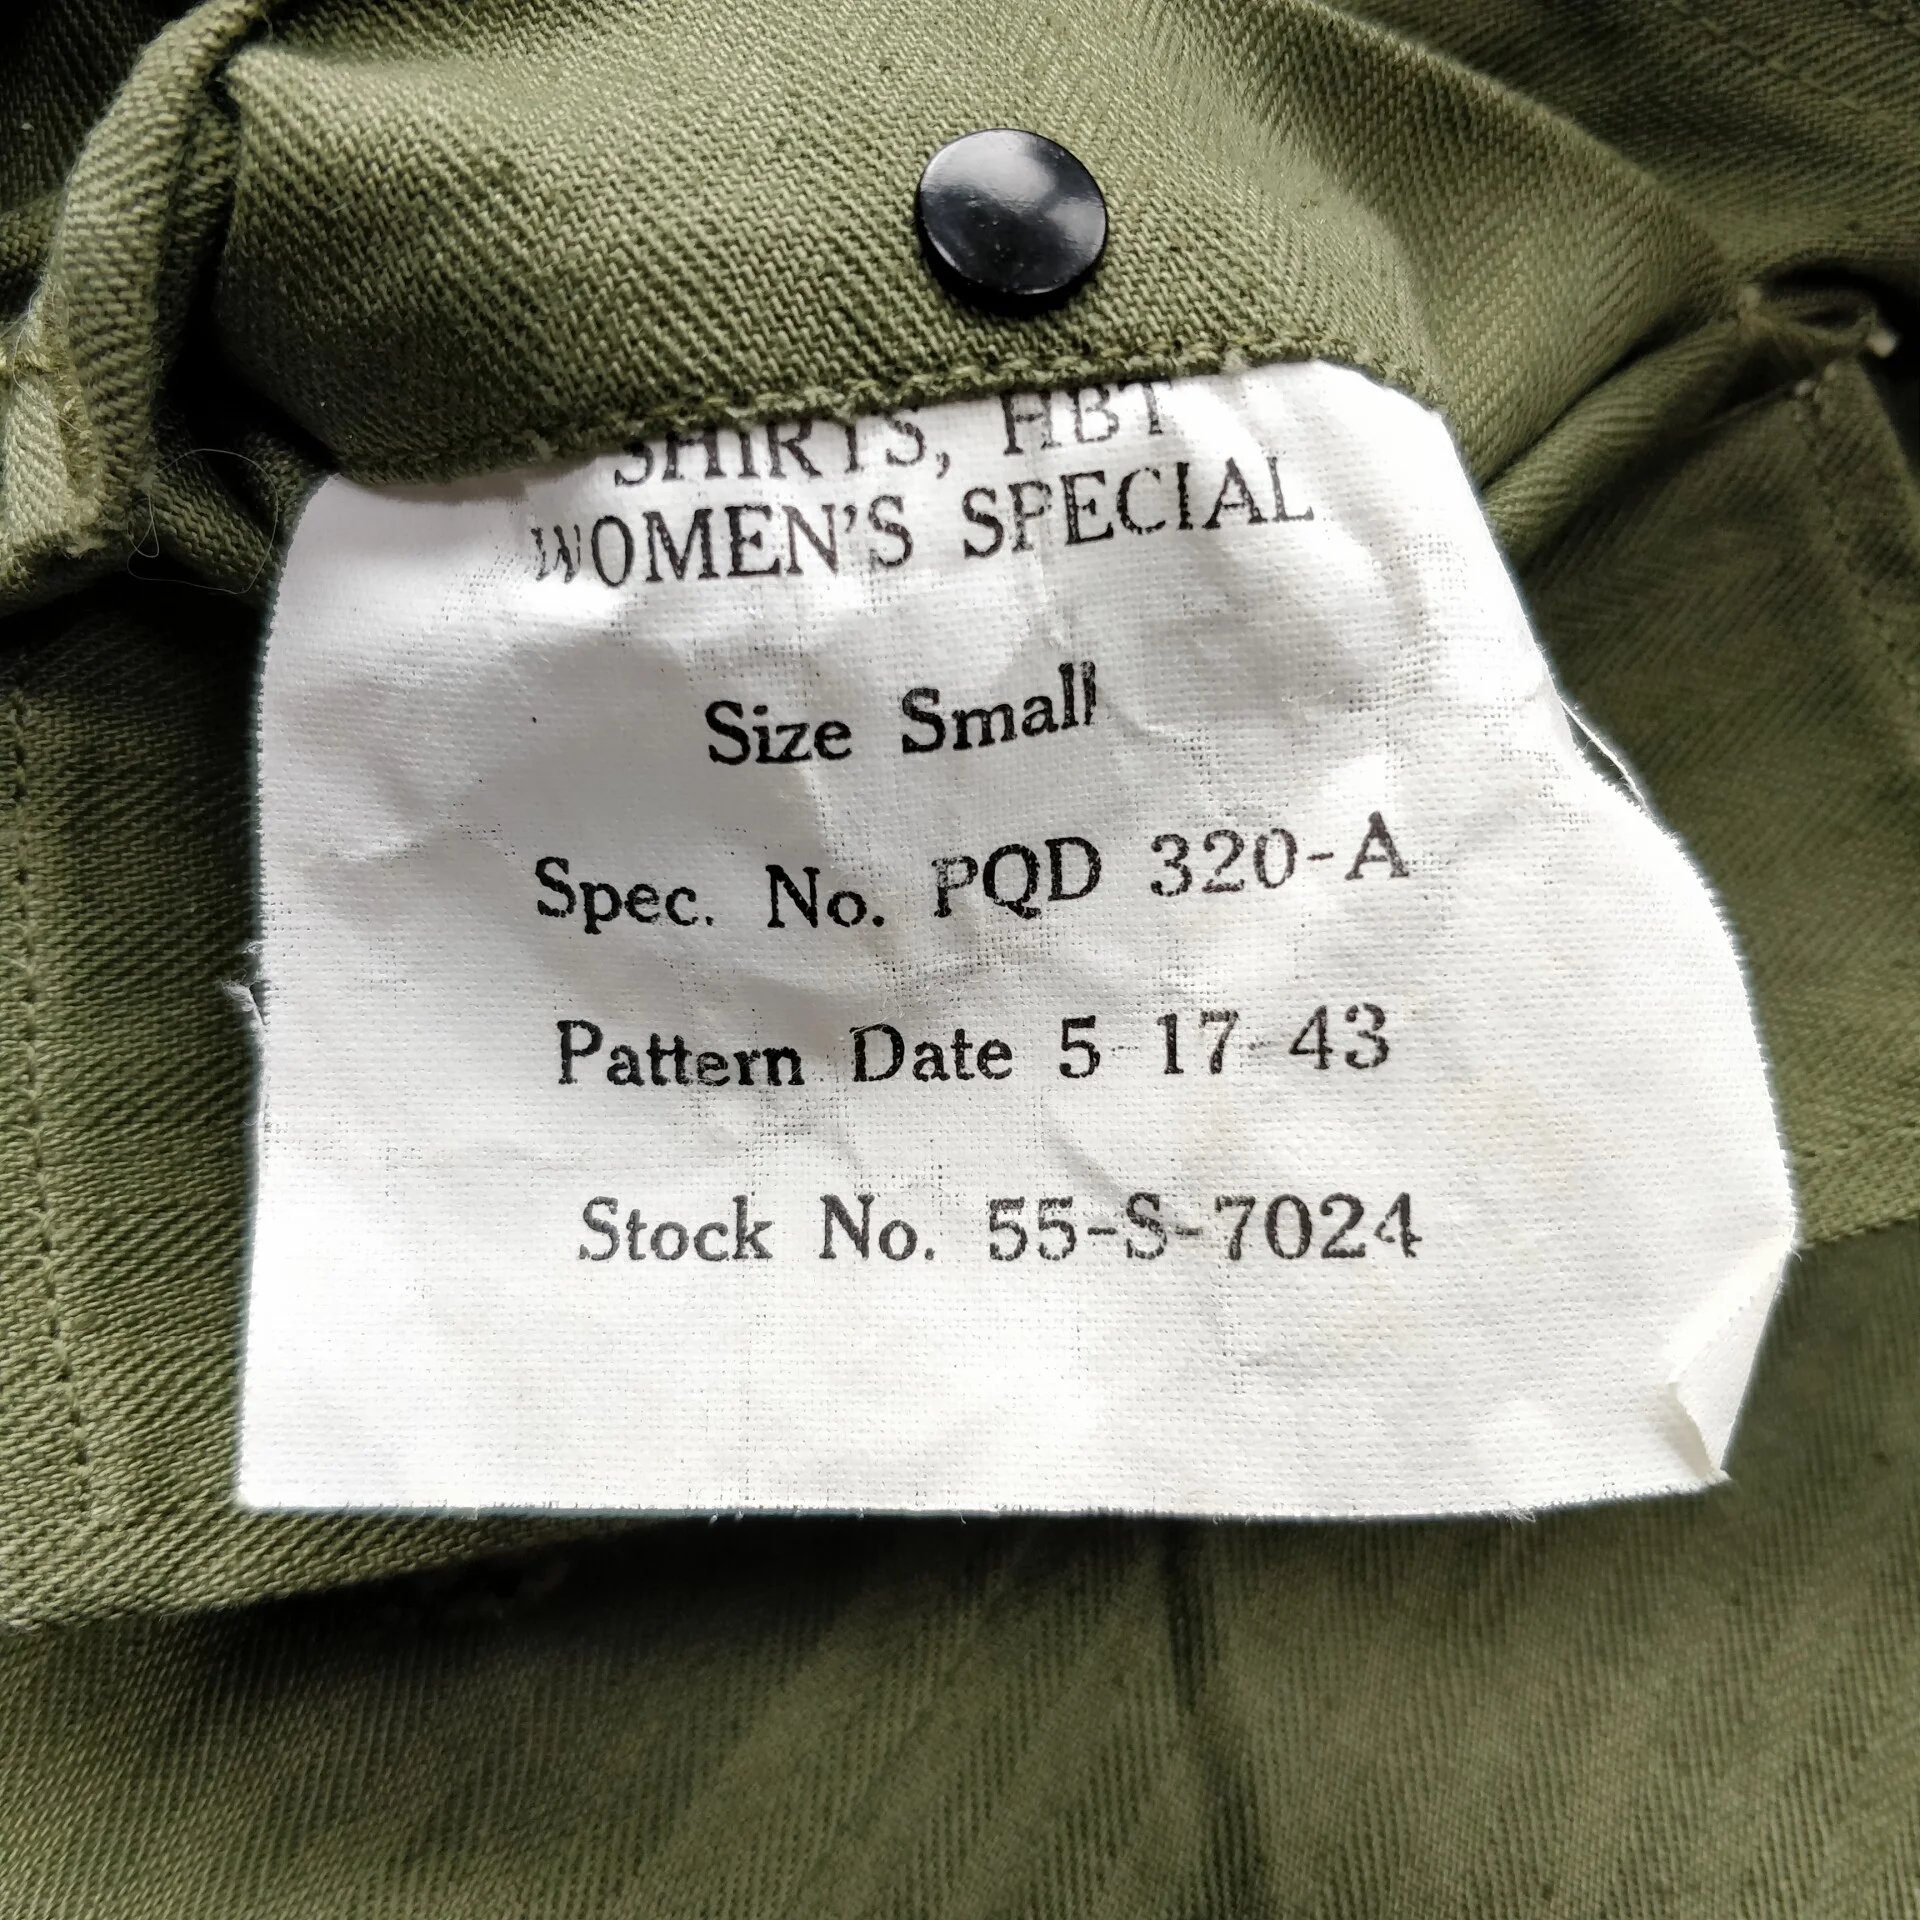 SHIRTS, HBT
WOMEN'S SPECIAL
Size Small
Spec. No. PQD 320-A
Pattern Date 5-17-43
Stock No. 55-S-7024